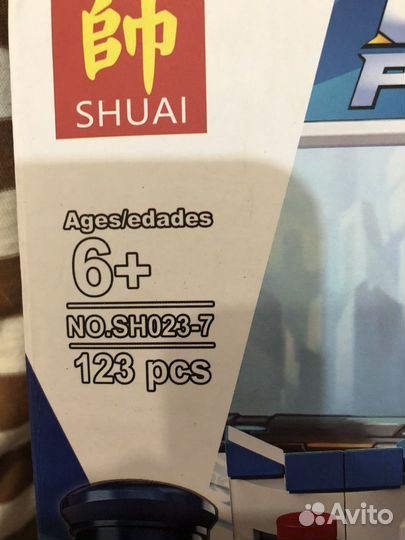 帥
SHUAI
Ages/edades
6+
NO.SH023-7
123 pcs
Avito